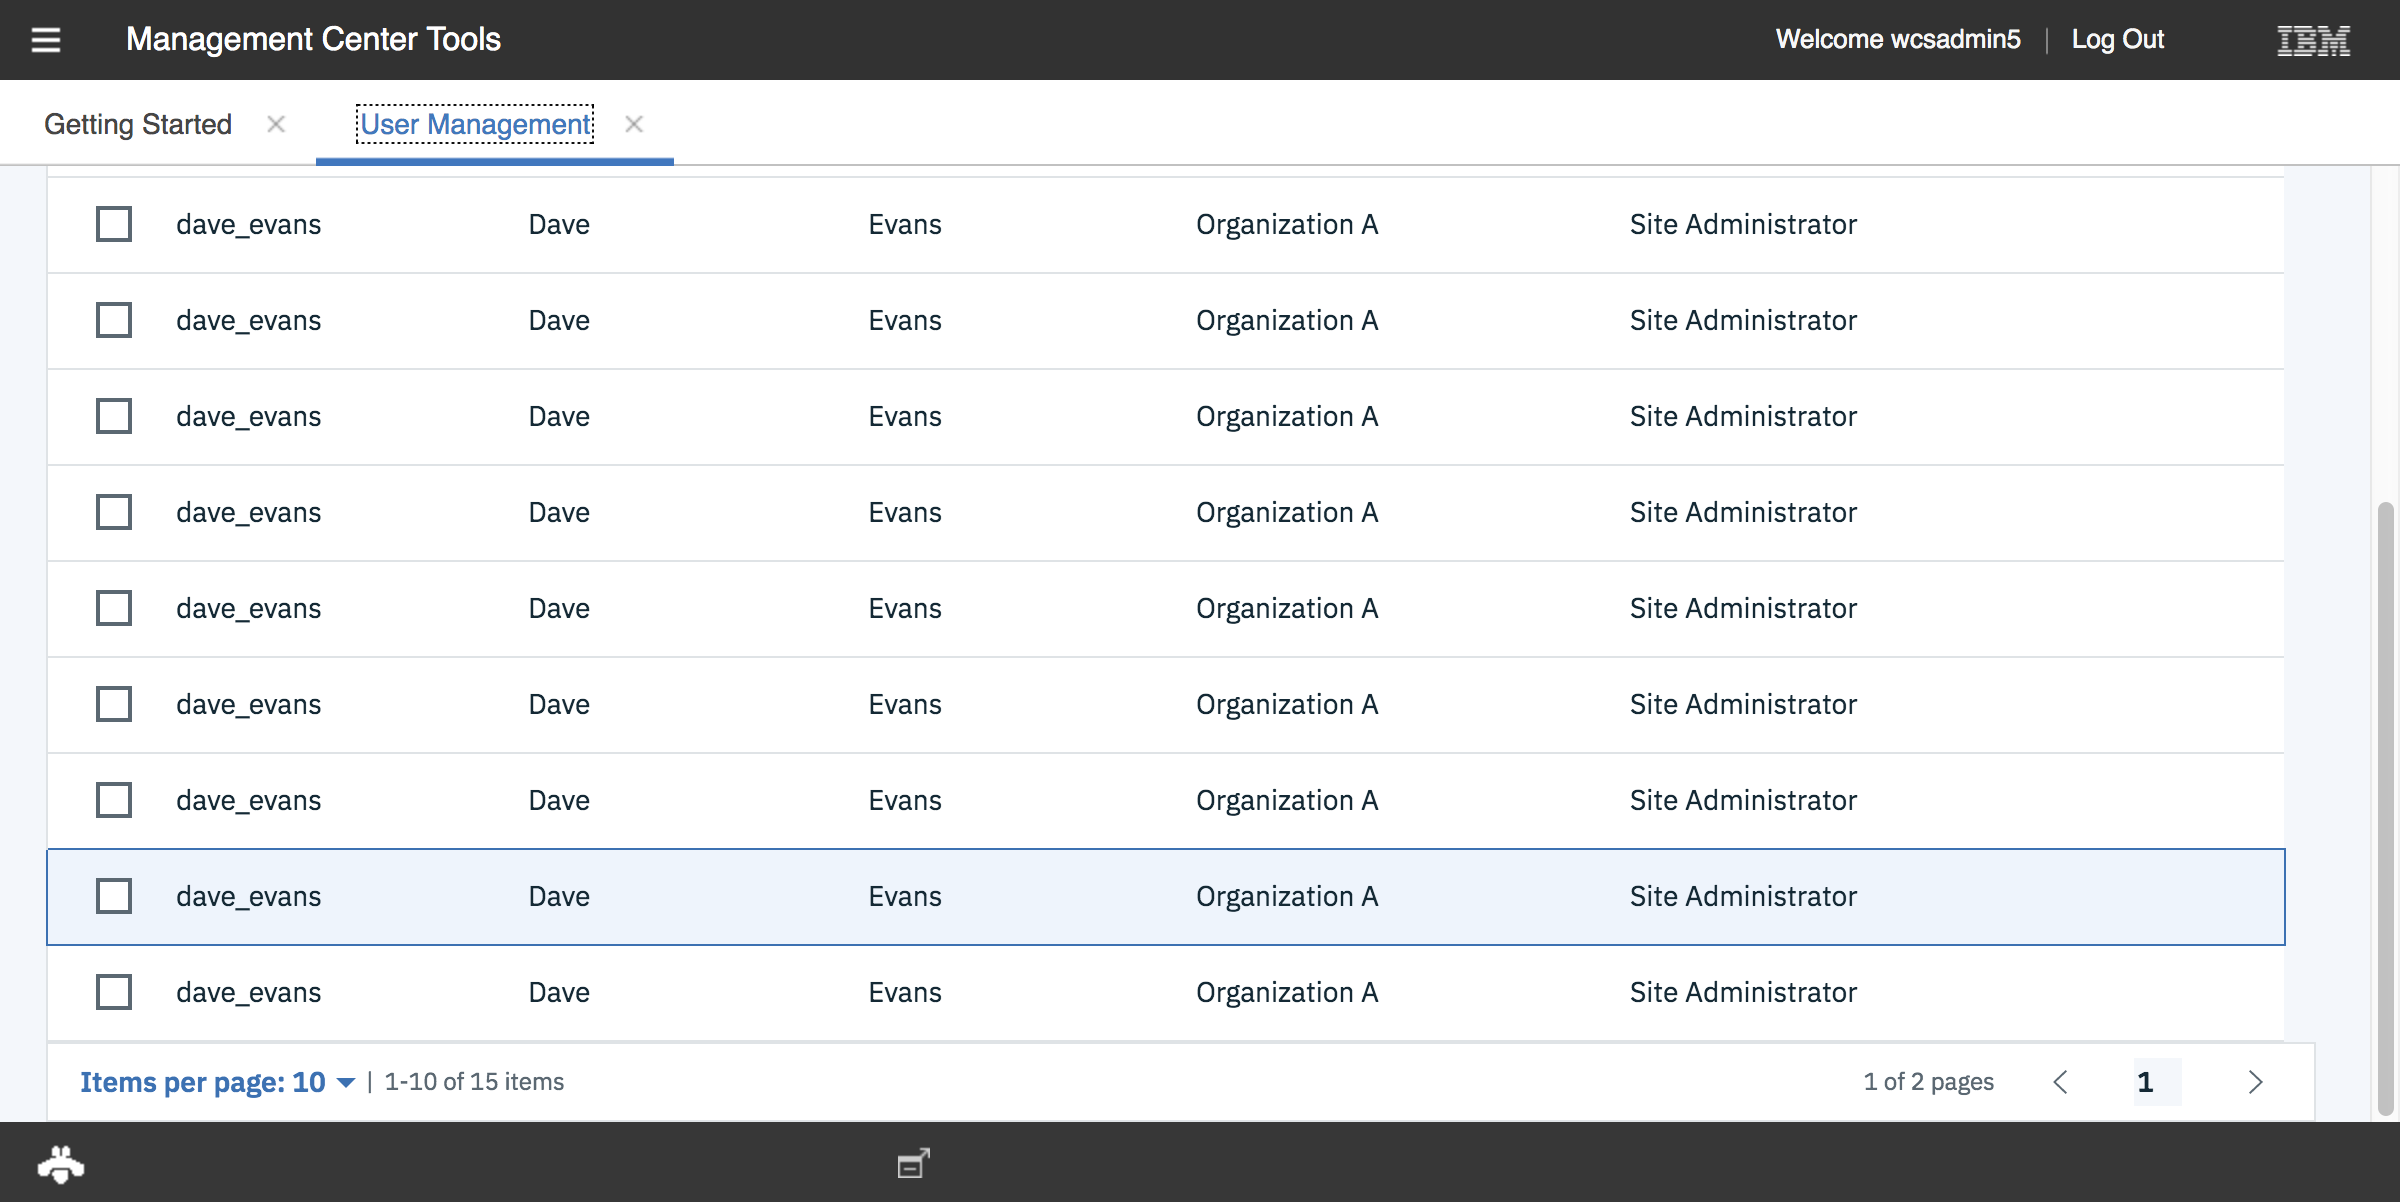 Management Center Tools Welcome wcsadmin5 | Log Out IBM
Getting Started User Management
dave_evans Dave Evans Organization A Site Administrator
dave_evans Dave Evans Organization A Site Administrator
dave_evans Dave Evans Organization A Site Administrator
dave_evans Dave Evans Organization A Site Administrator
dave_evans Dave Evans Organization A Site Administrator
dave_evans Dave Evans Organization A Site Administrator
dave_evans Dave Evans Organization A Site Administrator
dave_evans Dave Evans Organization A Site Administrator
dave_evans Dave Evans Organization A Site Administrator
Items per page: 10 | 1-10 of 15 items 1 of 2 pages 1